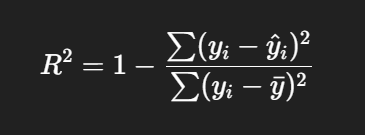 R² = 1 − ∑(yᵢ − ŷᵢ)² / ∑(yᵢ − ȳ)²